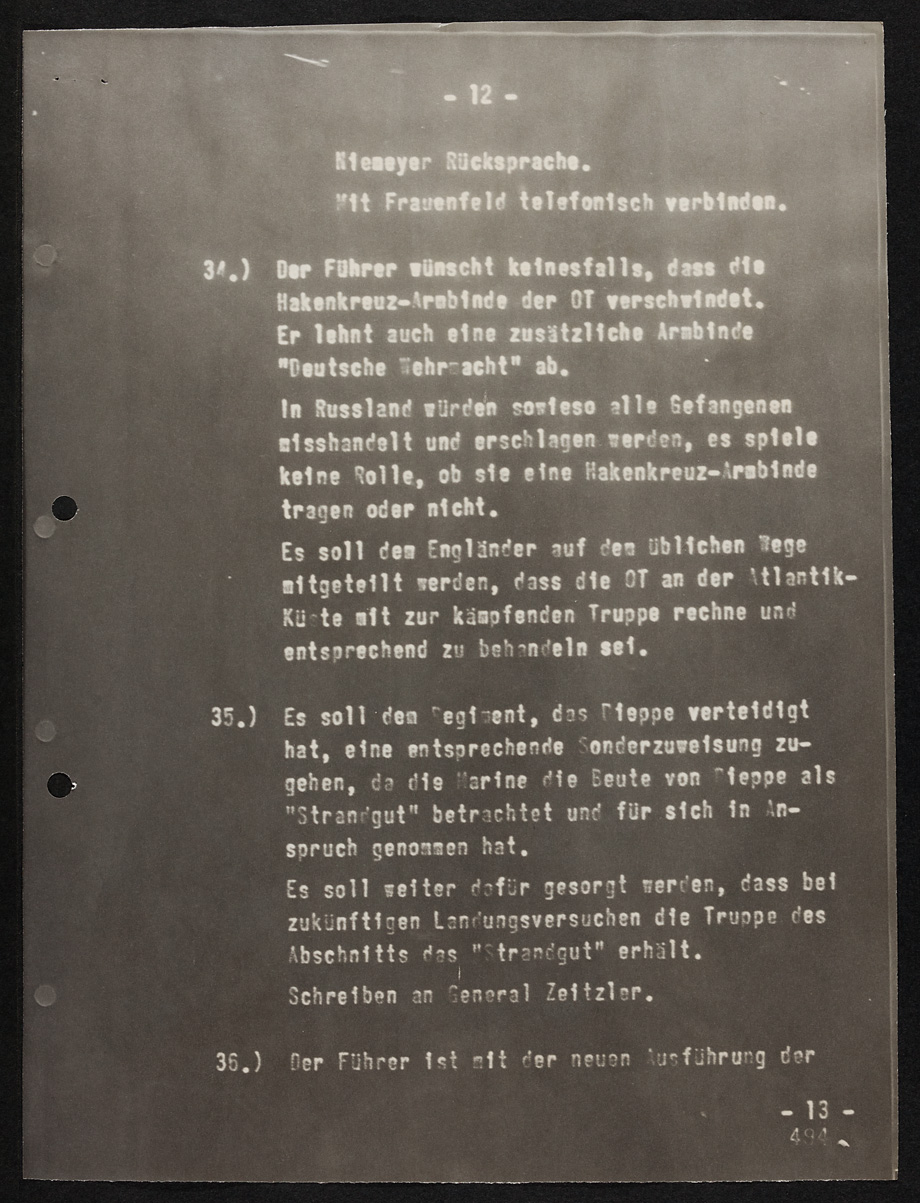 - 12 -
Niemeyer Rücksprache.
Mit Frauenfeld telefonisch verbinden.
34.) Der Führer wünscht keinesfalls, dass die
Hakenkreuz-Armbinde der OT verschwindet.
Er lehnt auch eine zusätzliche Armbinde
"Deutsche Wehrmacht" ab.
In Russland würden sowieso alle Gefangenen
misshandelt und erschlagen werden, es spiele
keine Rolle, ob sie eine Hakenkreuz-Armbinde
tragen oder nicht.
Es soll dem Engländer auf dem üblichen Wege
mitgeteilt werden, dass die OT an der Atlantik-
Küste mit zur kämpfenden Truppe rechne und
entsprechend zu behandeln sei.
35.) Es soll dem Regiment, das Dieppe verteidigt
hat, eine entsprechende Sonderzuweisung zu-
gehen, da die Marine die Beute von Dieppe als
"Strandgut" betrachtet und für sich in An-
spruch genommen hat.
Es soll weiter dafür gesorgt werden, dass bei
zukünftigen Landungsversuchen die Truppe des
Abschnitts das "Strandgut" erhält.
Schreiben an General Zeitzler.
36.) Der Führer ist mit der neuen Ausführung der
- 13 -
494